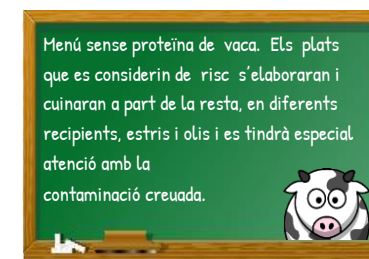 Menú sense proteïna de vaca. Els plats
que es considerin de risc s'elaboraran i
cuinaran a part de la resta, en diferents
recipients, estris i olis i es tindrà especial
atenció amb la
contaminació creuada.